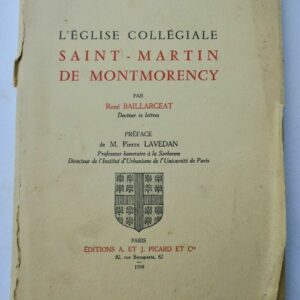 L'ÉGLISE COLLÉGIALE
SAINT - MARTIN
DE MONTMORENCY
PAR
René BAILLARGEAT
Docteur ès lettres
PRÉFACE
de M. Pierre LAVEDAN
Professeur honoraire à la Sorbonne
Directeur de l'Institut d'Urbanisme de l'Université de Paris
PARIS
ÉDITIONS A. ET J. PICARD ET Cie
82, rue Bonaparte, 82
1959